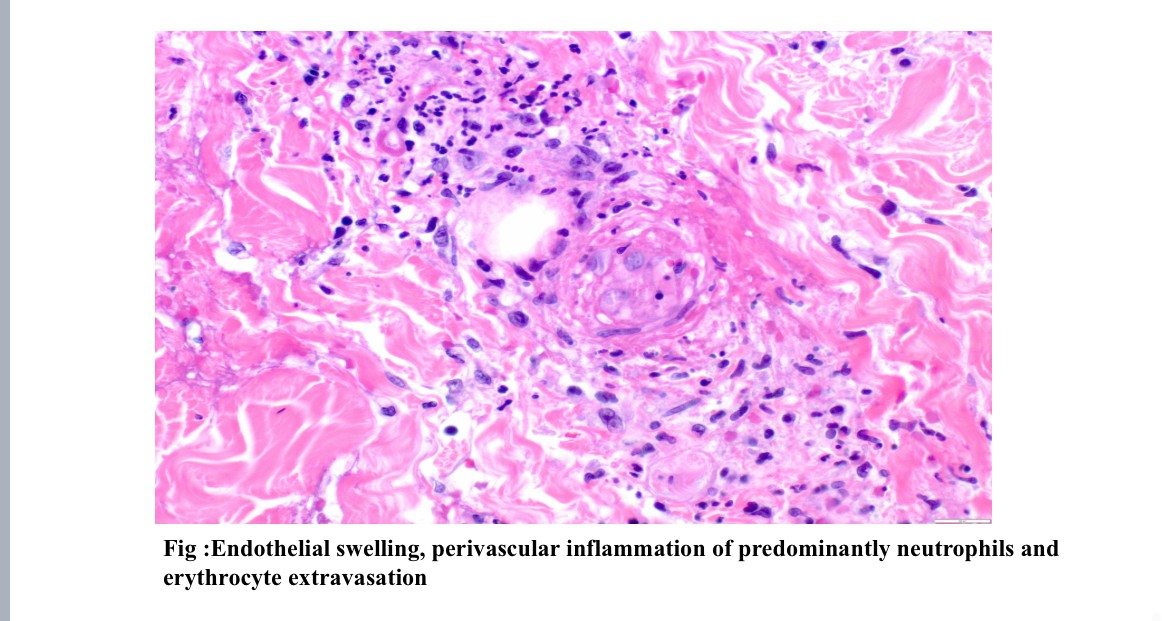 Fig :Endothelial swelling, perivascular inflammation of predominantly neutrophils and
erythrocyte extravasation